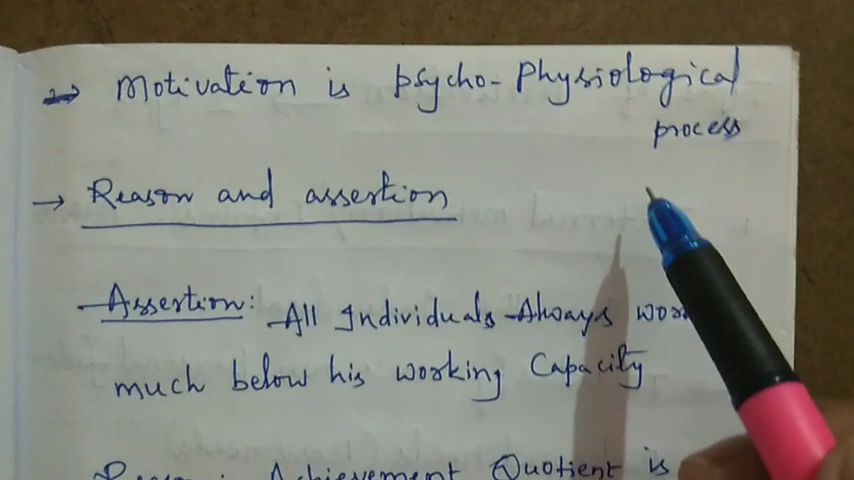 → Motivation is psycho-Physiological
process
→ Reason and assertion
Assertion: All Individuals Always
much below his working Capacity
Reason: Achievement Quotient is